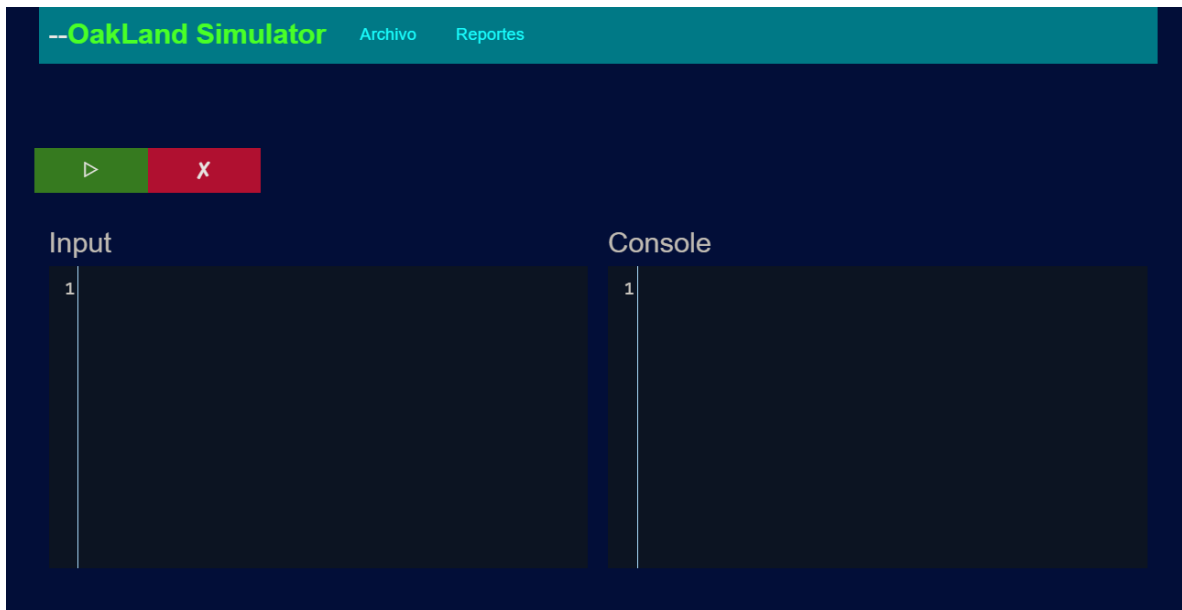 --OakLand Simulator Archivo Reportes
▷ ✗
Input Console
1 1